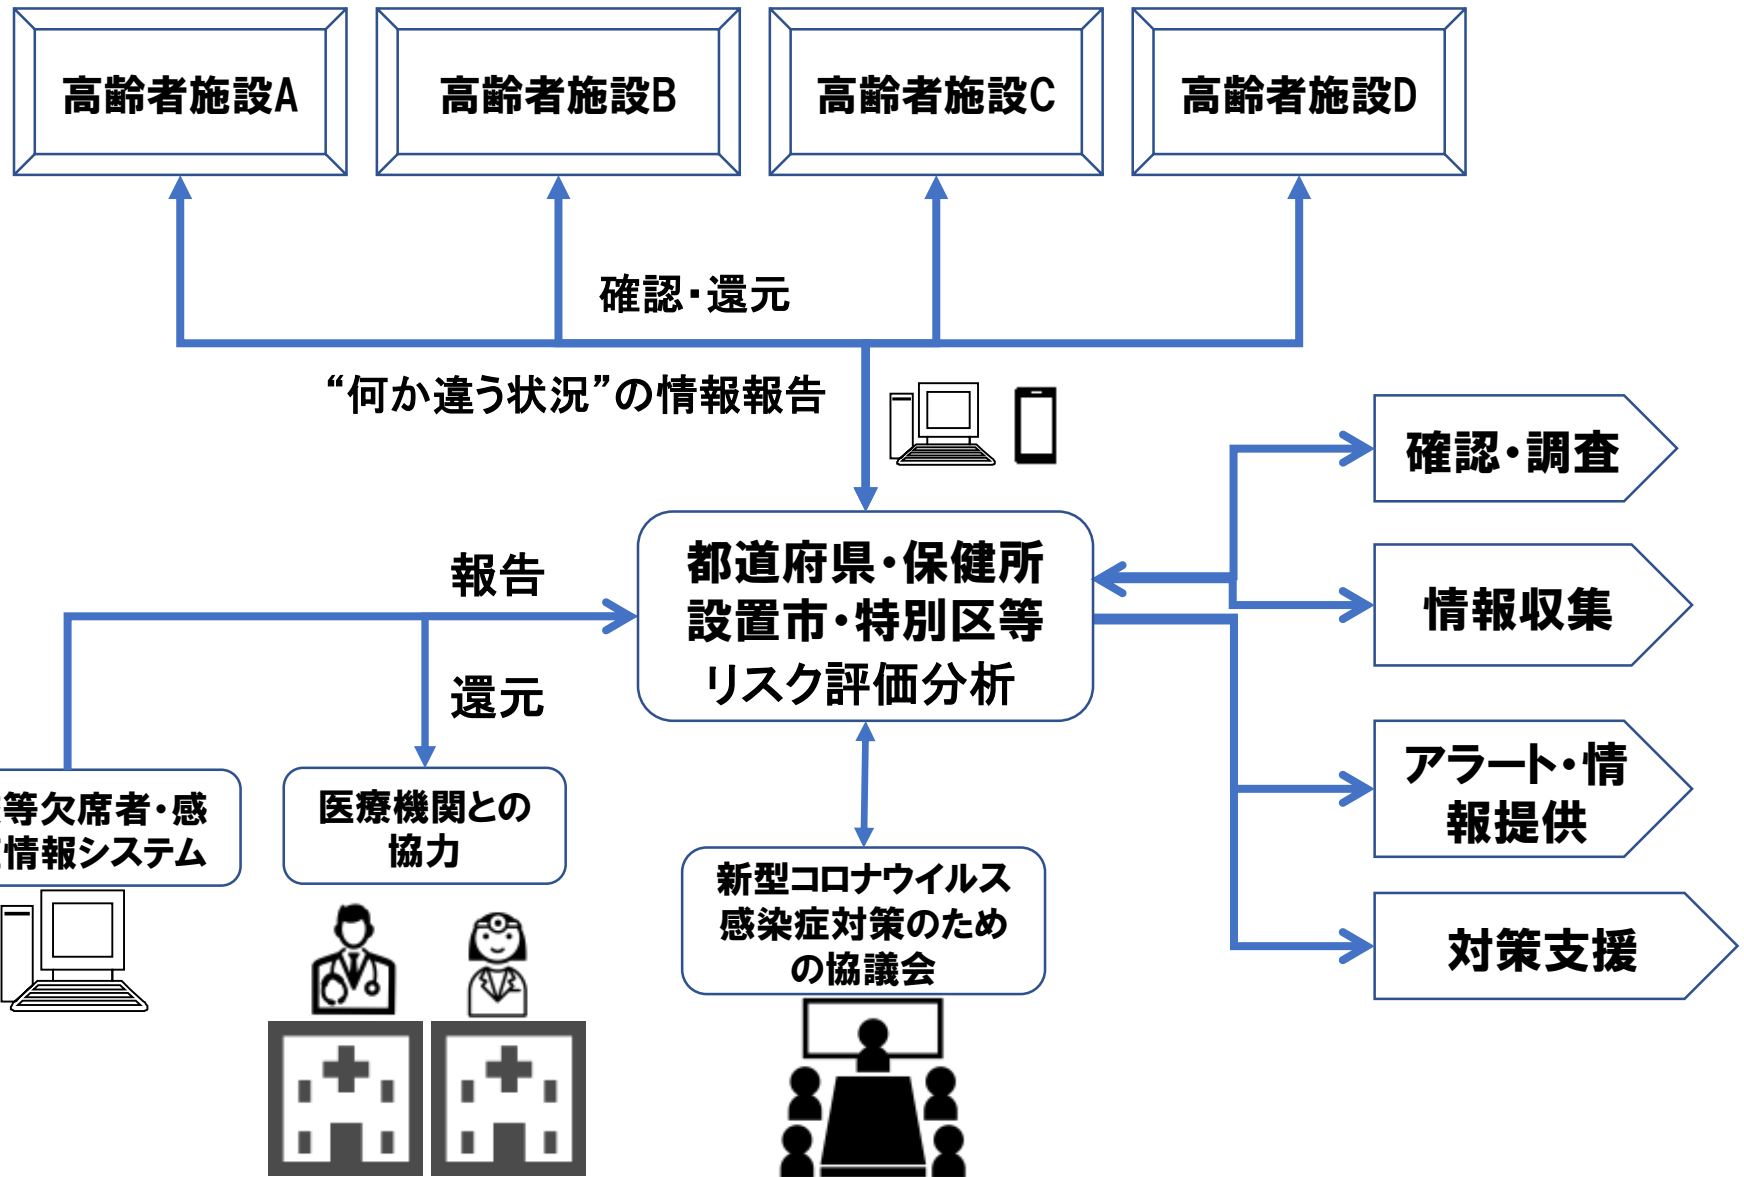 高齢者施設A
高齢者施設B
高齢者施設C
高齢者施設D
確認・還元
“何か違う状況”の情報報告
確認・調査
報告
都道府県・保健所
設置市・特別区等
リスク評価分析
情報収集
還元
アラート・情
報提供
等欠席者・感
情報システム
医療機関との
協力
新型コロナウイルス
感染症対策のため
の協議会
対策支援